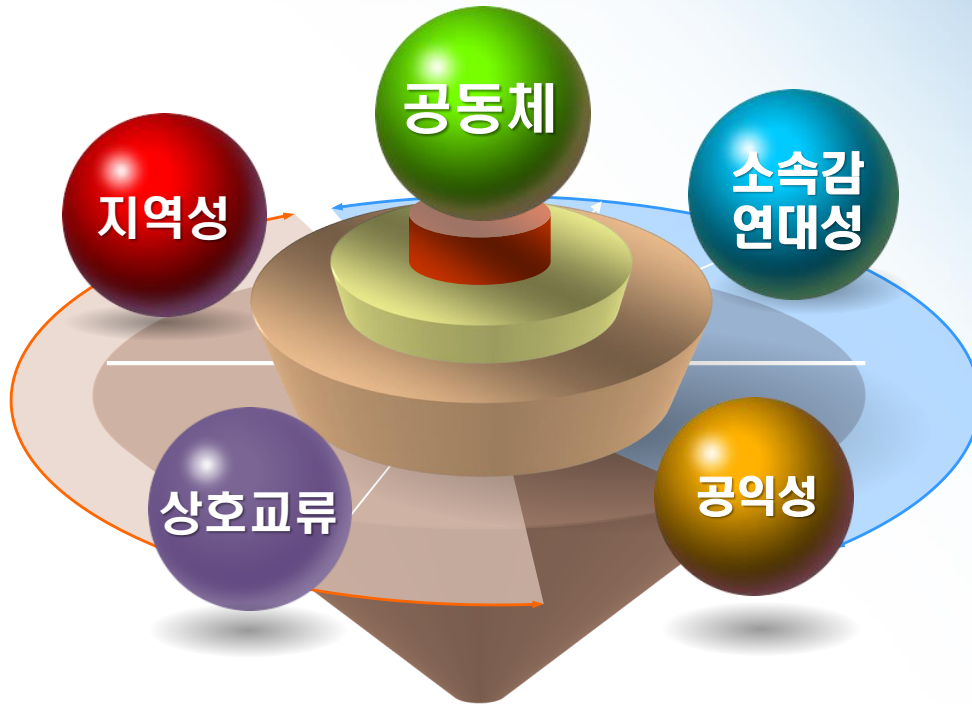 공동체
지역성
소속감
연대성
상호교류
공익성